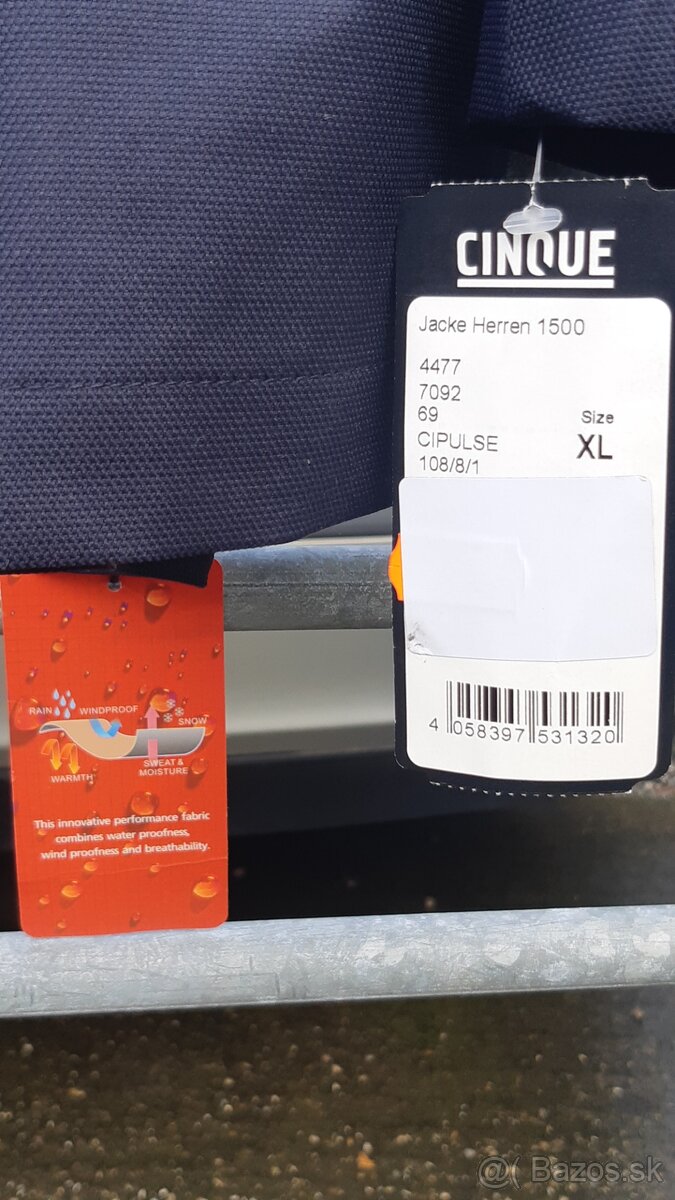 CINQUE
Jacke Herren 1500
4477
7092
69
Size
CIPULSE
XL
108/8/1
4 058397 531320
RAIN
WINDPROOF
SNOW
WARMTH
SWEAT &
MOISTURE
This innovative performance fabric
combines water proofness,
wind proofness and breathability.
@( Bazos.sk